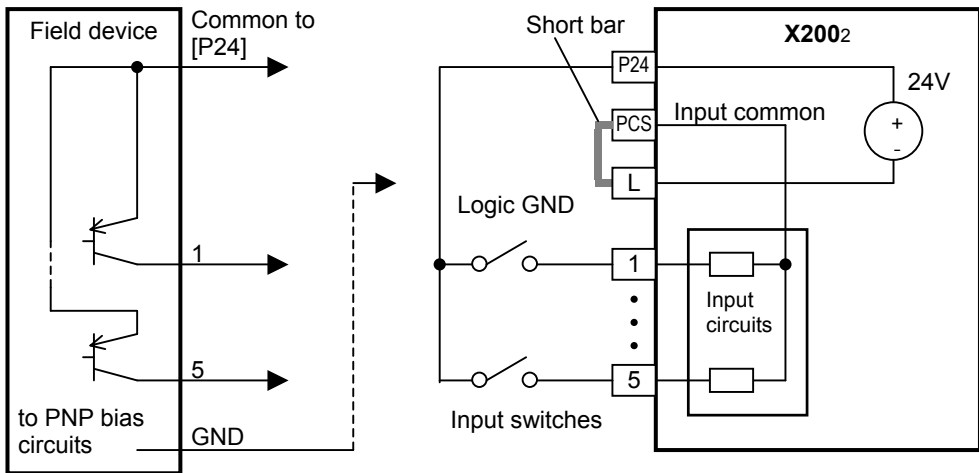 Field device
Common to
[P24]
1
5
to PNP bias
circuits
GND
Short bar
X2002
P24
24V
PCS
Input common
+
-
L
Logic GND
1
Input
circuits
5
Input switches